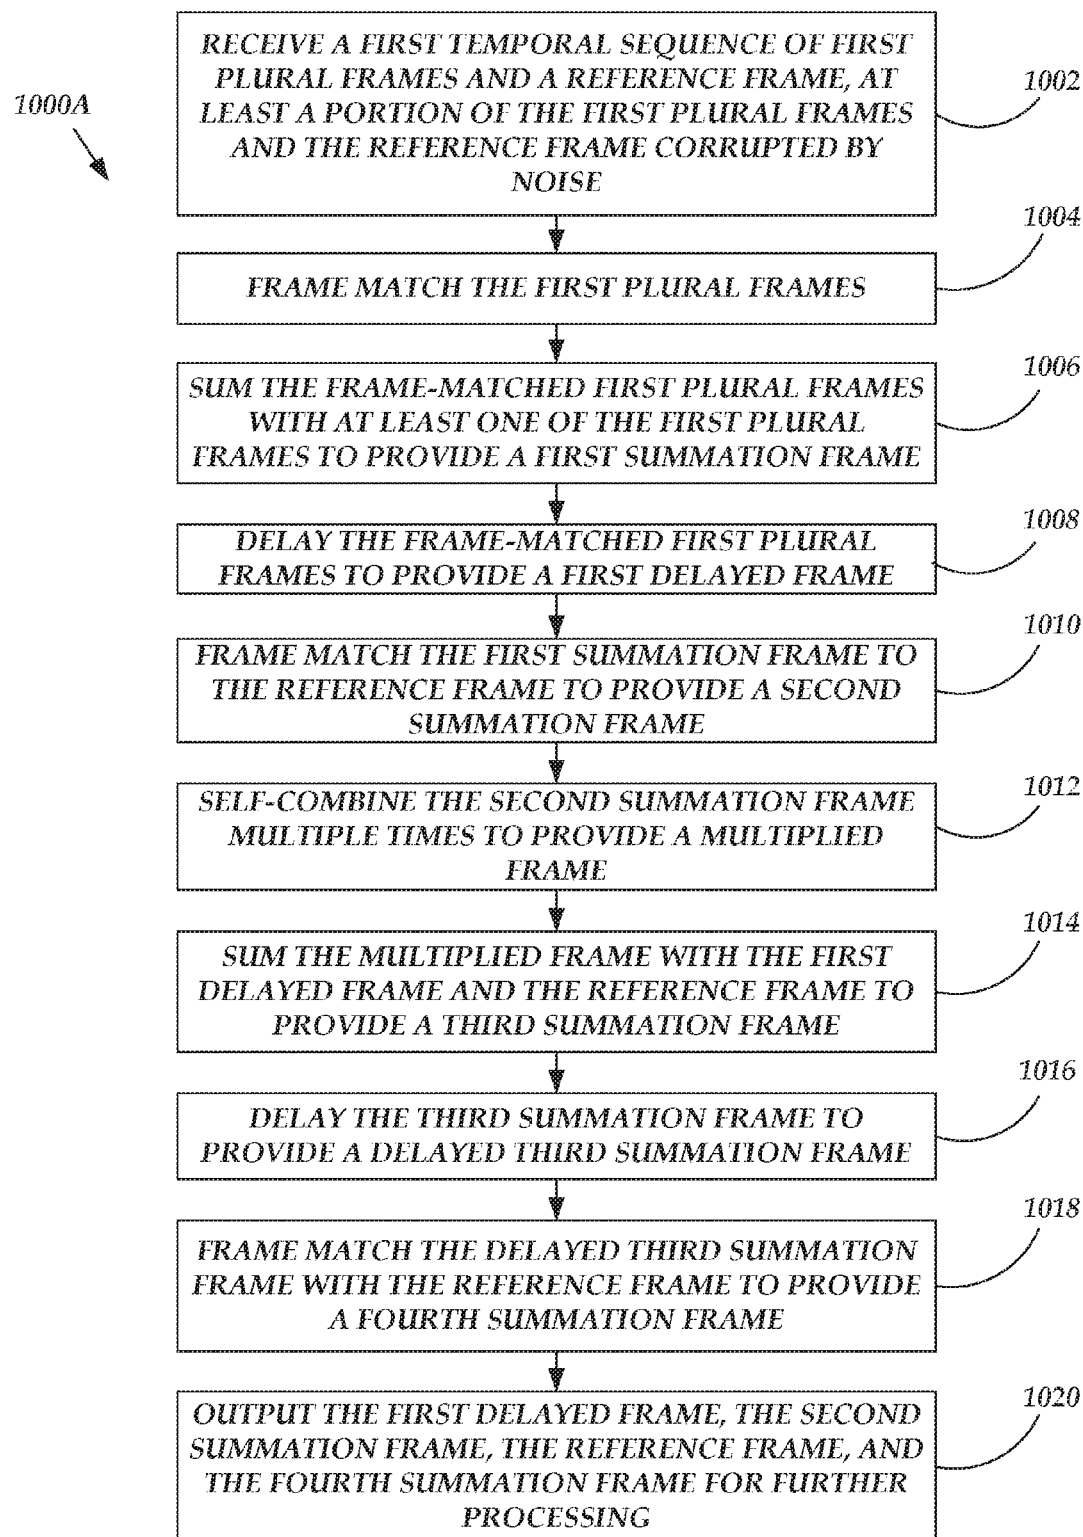 1000A
RECEIVE A FIRST TEMPORAL SEQUENCE OF FIRST
PLURAL FRAMES AND A REFERENCE FRAME, AT
LEAST A PORTION OF THE FIRST PLURAL FRAMES
AND THE REFERENCE FRAME CORRUPTED BY
NOISE
1002
FRAME MATCH THE FIRST PLURAL FRAMES
1004
SUM THE FRAME-MATCHED FIRST PLURAL FRAMES
WITH AT LEAST ONE OF THE FIRST PLURAL
FRAMES TO PROVIDE A FIRST SUMMATION FRAME
1006
DELAY THE FRAME-MATCHED FIRST PLURAL
FRAMES TO PROVIDE A FIRST DELAYED FRAME
1008
FRAME MATCH THE FIRST SUMMATION FRAME TO
THE REFERENCE FRAME TO PROVIDE A SECOND
SUMMATION FRAME
1010
SELF-COMBINE THE SECOND SUMMATION FRAME
MULTIPLE TIMES TO PROVIDE A MULTIPLIED
FRAME
1012
SUM THE MULTIPLIED FRAME WITH THE FIRST
DELAYED FRAME AND THE REFERENCE FRAME TO
PROVIDE A THIRD SUMMATION FRAME
1014
DELAY THE THIRD SUMMATION FRAME TO
PROVIDE A DELAYED THIRD SUMMATION FRAME
1016
FRAME MATCH THE DELAYED THIRD SUMMATION
FRAME WITH THE REFERENCE FRAME TO PROVIDE
A FOURTH SUMMATION FRAME
1018
OUTPUT THE FIRST DELAYED FRAME, THE SECOND
SUMMATION FRAME, THE REFERENCE FRAME, AND
THE FOURTH SUMMATION FRAME FOR FURTHER
PROCESSING
1020